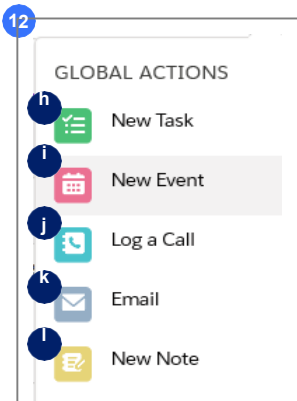 12
GLOBAL ACTIONS
h
New Task
i
New Event
j
Log a Call
k
Email
l
New Note